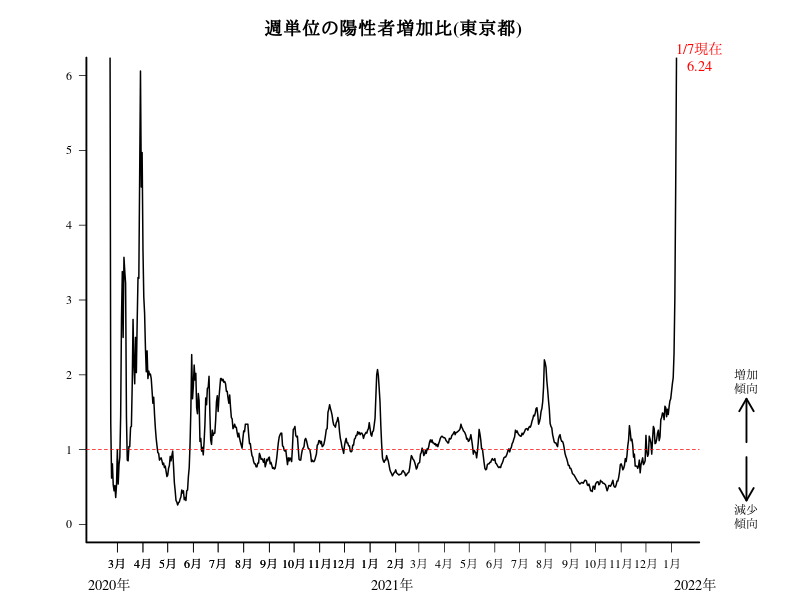 週単位の陽性者増加比(東京都)
1/7現在
6.24
6
5
4
3
2
1
0
増加
傾向
減少
傾向
3月 4月 5月 6月 7月 8月 9月 10月 11月 12月 1月 2月 3月 4月 5月 6月 7月 8月 9月 10月 11月 12月 1月
2020年 2021年 2022年